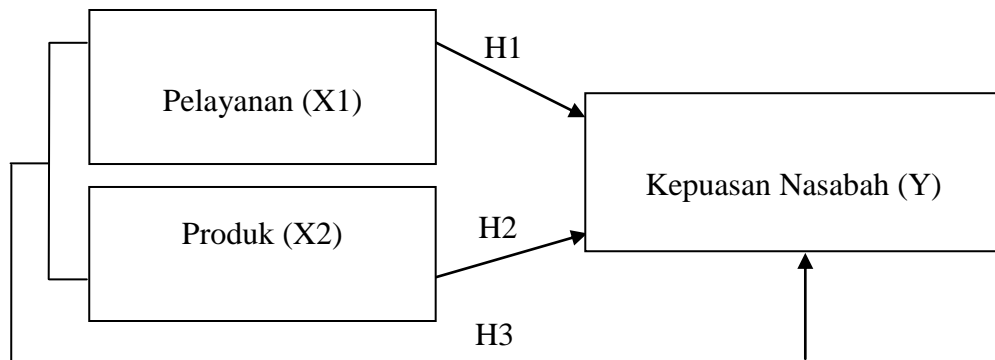 H1
Pelayanan (X1)
Kepuasan Nasabah (Y)
Produk (X2)
H2
H3